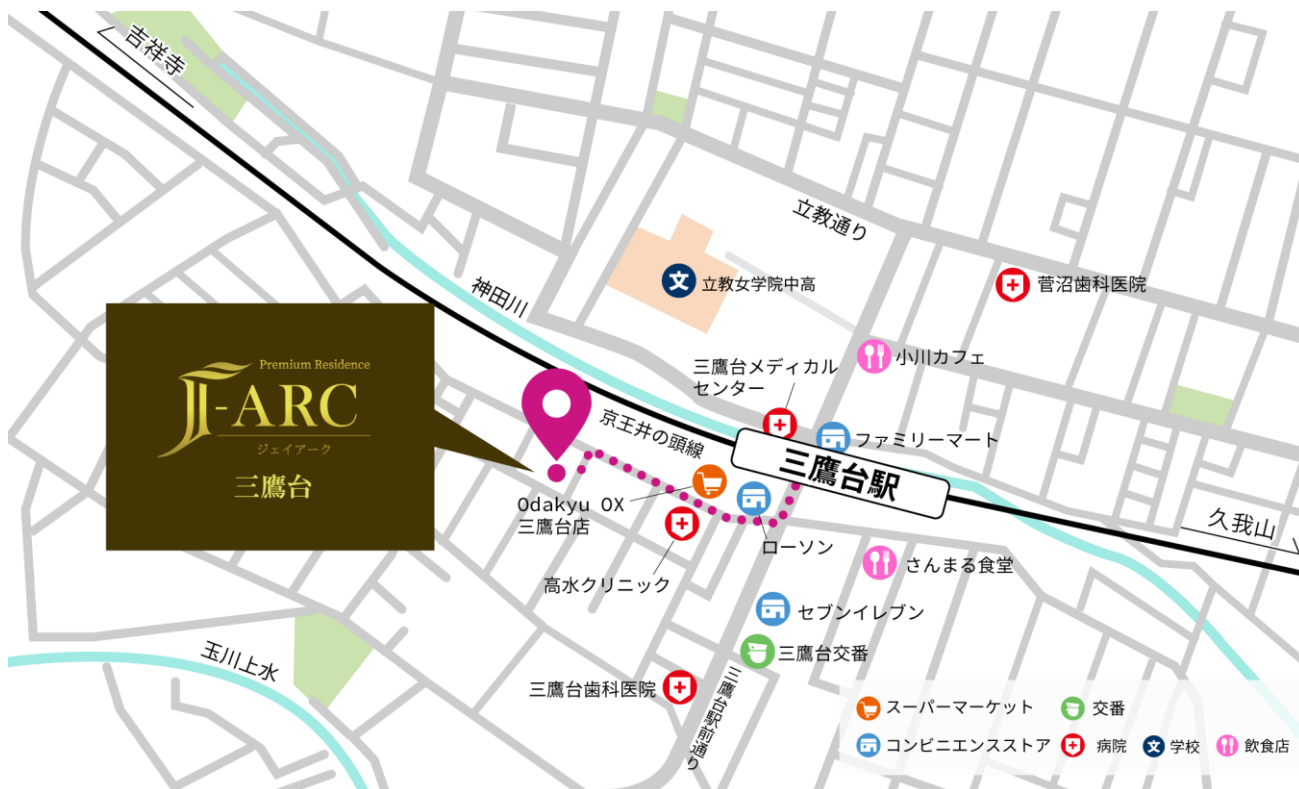 吉祥寺
立教通り
立教女学院中高
菅沼歯科医院
神田川
小川カフェ
三鷹台メディカル
センター
Premium Residence
J-ARC
ジェイアーク
三鷹台
京王井の頭線
ファミリーマート
三鷹台駅
Odakyu OX
三鷹台店
ローソン
久我山
高水クリニック
さんまる食堂
セブンイレブン
玉川上水
三鷹台交番
三鷹台歯科医院
三鷹台駅前通り
スーパーマーケット
交番
コンビニエンスストア
病院
文
学校
飲食店
文